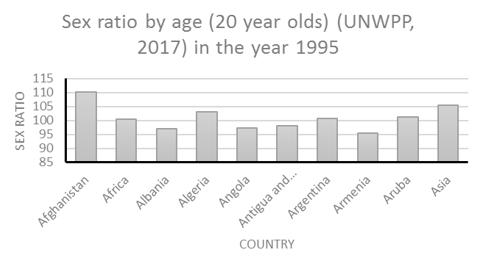 Sex ratio by age (20 year olds) (UNWPP,
2017) in the year 1995
115
110
105
100
95
90
85
SEX RATIO
Afghanistan
Africa
Albania
Algeria
Angola
Antigua and...
Argentina
Armenia
Aruba
Asia
COUNTRY